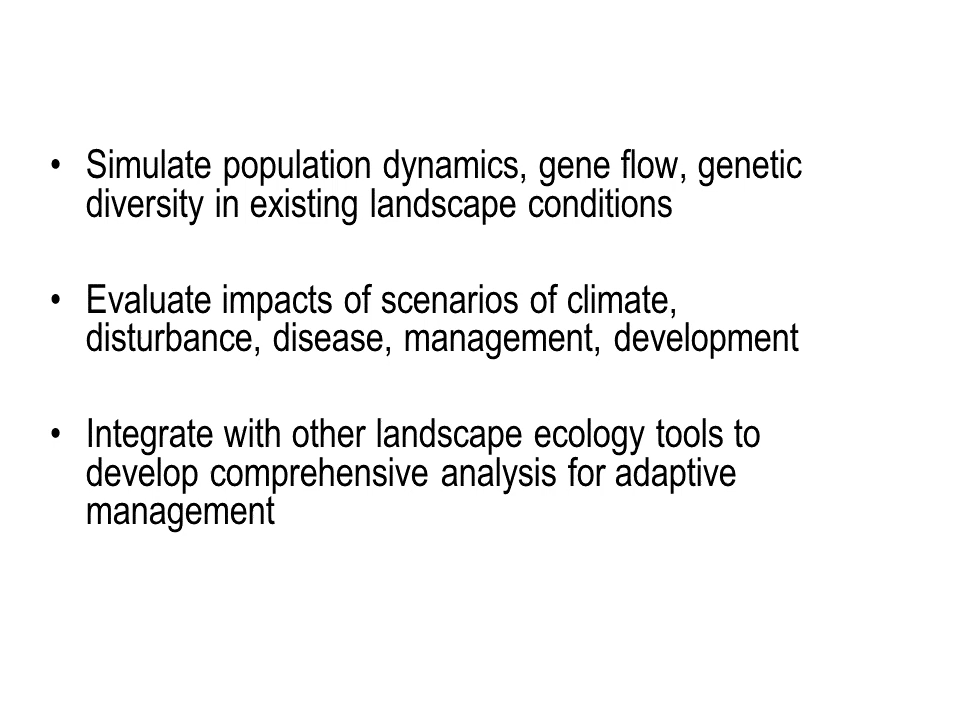 • Simulate population dynamics, gene flow, genetic
diversity in existing landscape conditions
• Evaluate impacts of scenarios of climate,
disturbance, disease, management, development
• Integrate with other landscape ecology tools to
develop comprehensive analysis for adaptive
management